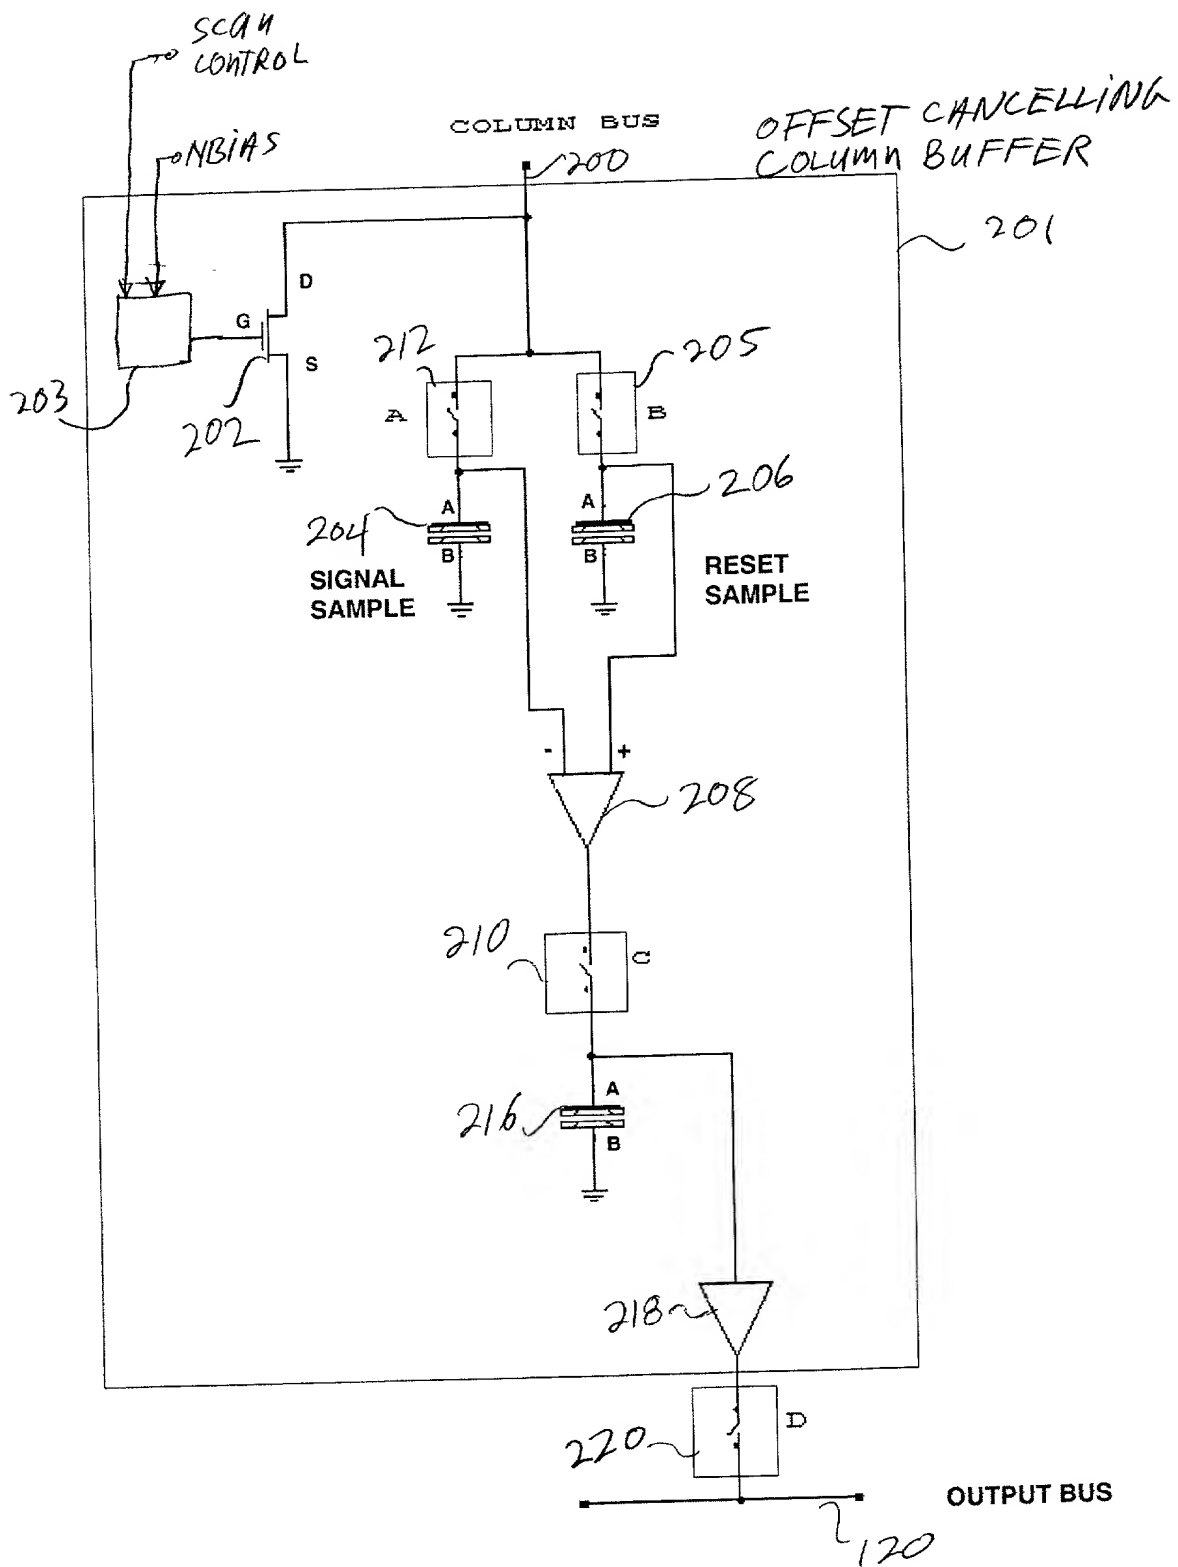 SCAN
CONTROL
NBIAS
COLUMN BUS
200
OFFSET CANCELLING
COLUMN BUFFER
201
D
G
S
203
202
212
A
205
B
204
A
B
206
A
B
SIGNAL
SAMPLE
RESET
SAMPLE
-
+
208
210
C
216
A
B
218
220
D
OUTPUT BUS
120